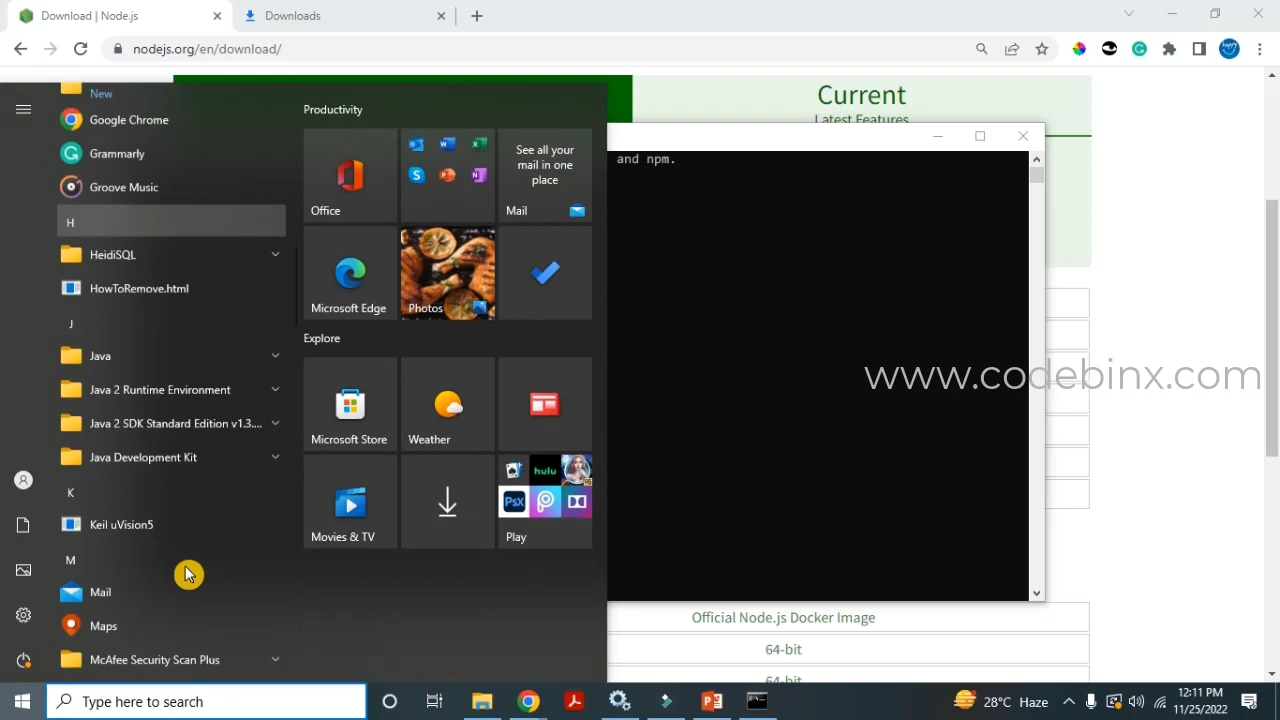 Download | Node.js
Downloads
nodejs.org/en/download/
Current
Latest Features
and npm.
New
Google Chrome
Grammarly
Groove Music
H
HeidiSQL
HowToRemove.html
J
Java
Java 2 Runtime Environment
Java 2 SDK Standard Edition v1.3....
Java Development Kit
K
Keil uVision5
M
Mail
Maps
McAfee Security Scan Plus
Productivity
Office
See all your
mail in one
place
Mail
Microsoft Edge
Photos
Explore
Microsoft Store
Weather
Movies & TV
hulu
Psx
Play
www.codebinx.com
Official Node.js Docker Image
64-bit
64-bit
Type here to search
28°C Haze
12:11 PM
11/25/2022